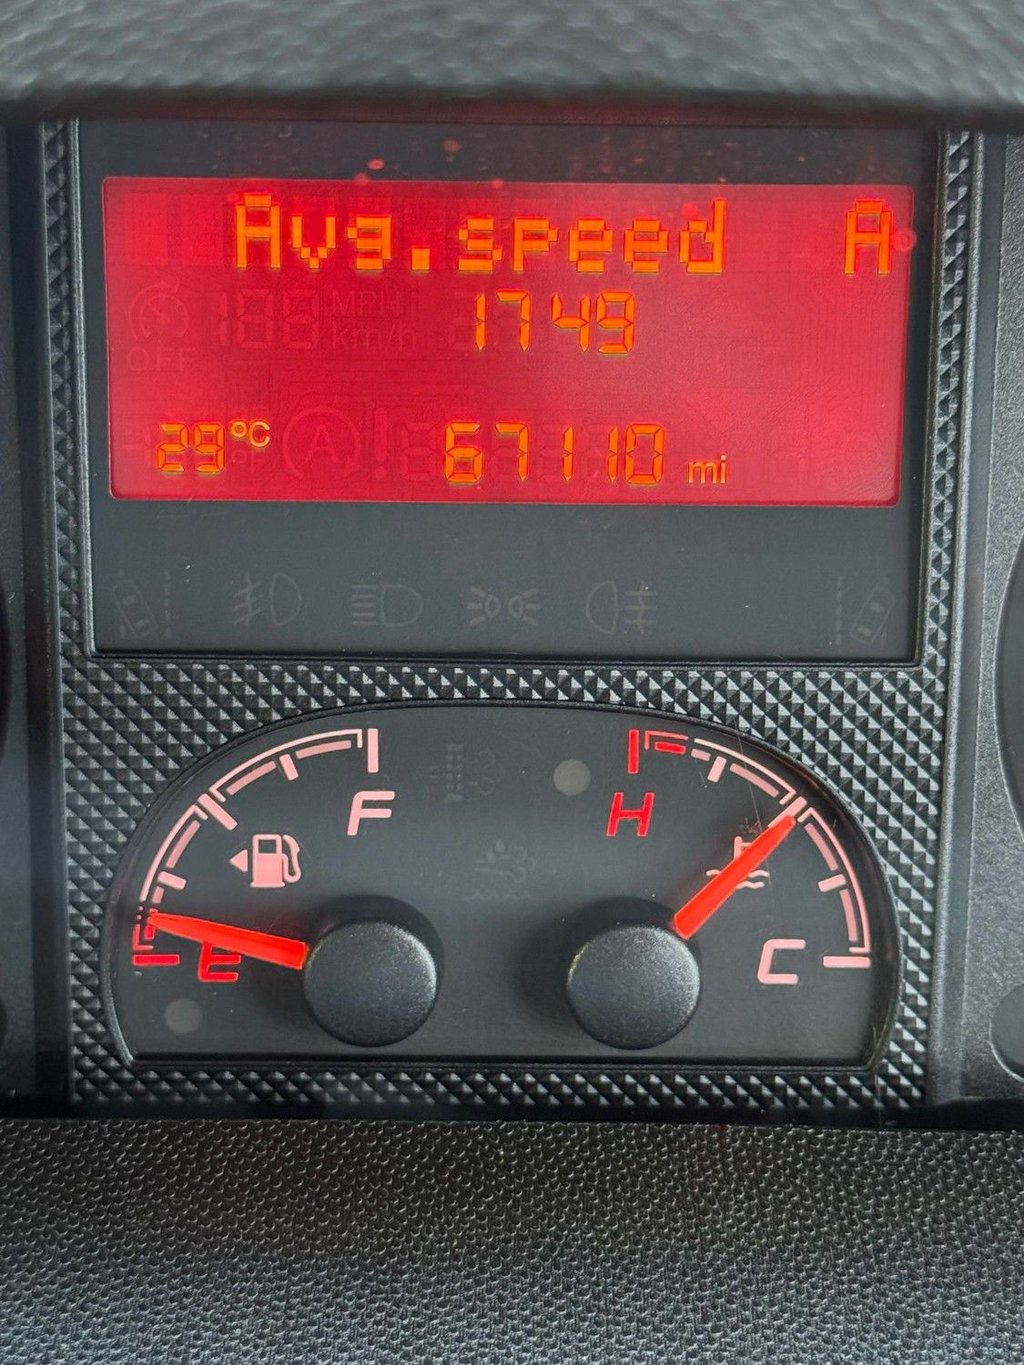 Avg.speed A
17 49
29°C 67110 mi
F H
E C